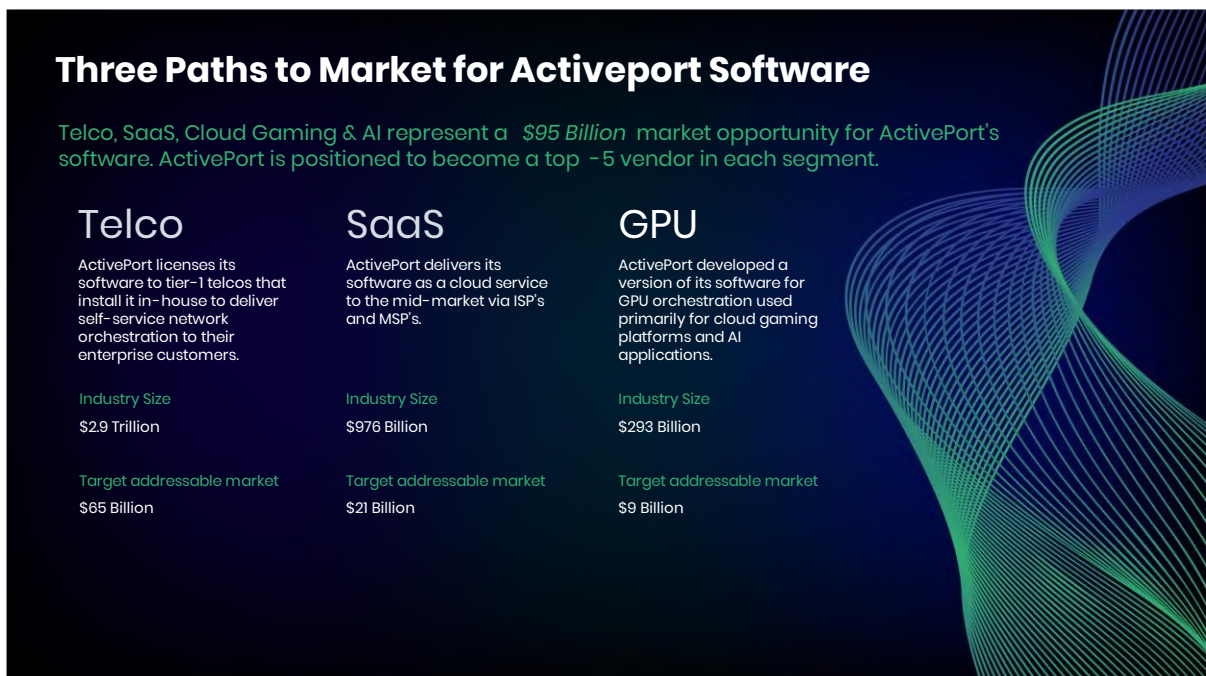 Three Paths to Market for Activeport Software
Telco, SaaS, Cloud Gaming & AI represent a $95 Billion market opportunity for ActivePort's
software. ActivePort is positioned to become a top -5 vendor in each segment.
Telco
ActivePort licenses its
software to tier-1 telcos that
install it in-house to deliver
self-service network
orchestration to their
enterprise customers.
Industry Size
$2.9 Trillion
Target addressable market
$65 Billion
SaaS
ActivePort delivers its
software as a cloud service
to the mid-market via ISP's
and MSP's.
Industry Size
$976 Billion
Target addressable market
$21 Billion
GPU
ActivePort developed a
version of its software for
GPU orchestration used
primarily for cloud gaming
platforms and AI
applications.
Industry Size
$293 Billion
Target addressable market
$9 Billion